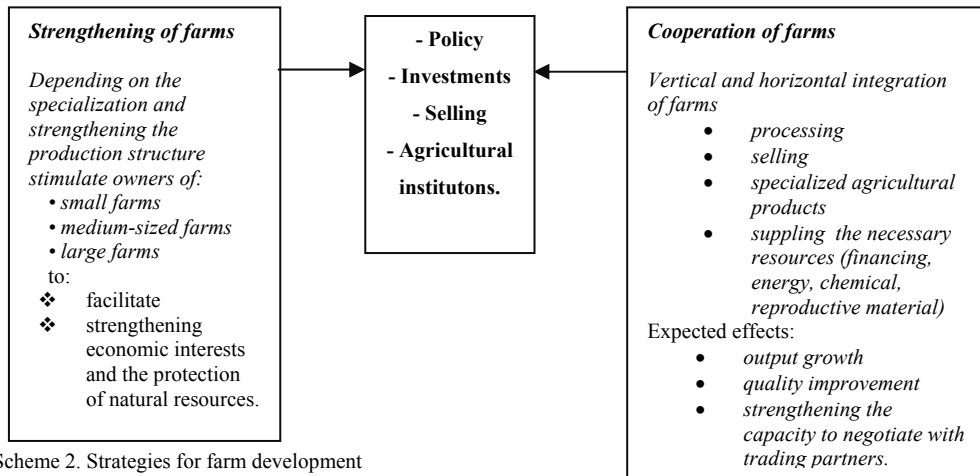 Strengthening of farms
Depending on the
specialization and
strengthening the
production structure
stimulate owners of:
• small farms
• medium-sized farms
• large farms
to:
❖ facilitate
❖ strengthening
economic interests
and the protection
of natural resources.
- Policy
- Investments
- Selling
- Agricultural
institutons.
Cooperation of farms
Vertical and horizontal integration
of farms
• processing
• selling
• specialized agricultural
products
• suppling the necessary
resources (financing,
energy, chemical,
reproductive material)
Expected effects:
• output growth
• quality improvement
• strengthening the
capacity to negotiate with
trading partners.
Scheme 2. Strategies for farm development